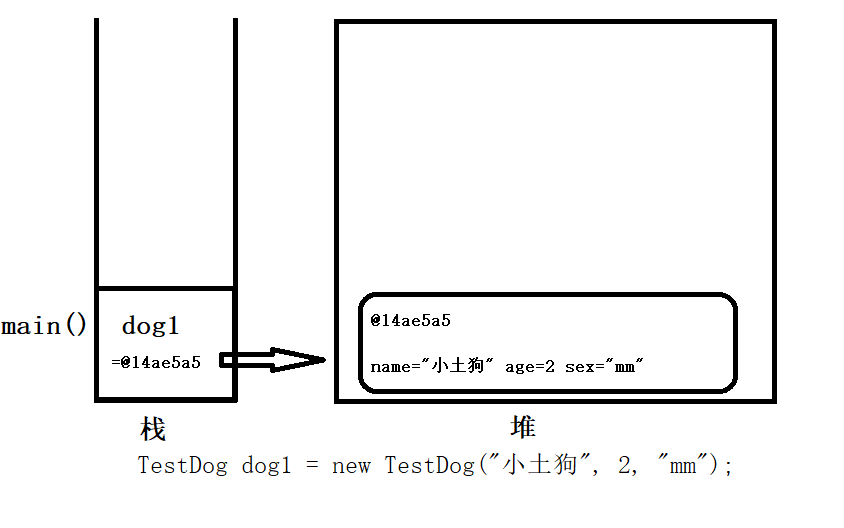 main()
dog1
=@14ae5a5
@14ae5a5
name="小土狗" age=2 sex="mm"
栈
堆
TestDog dog1 = new TestDog("小土狗", 2, "mm");